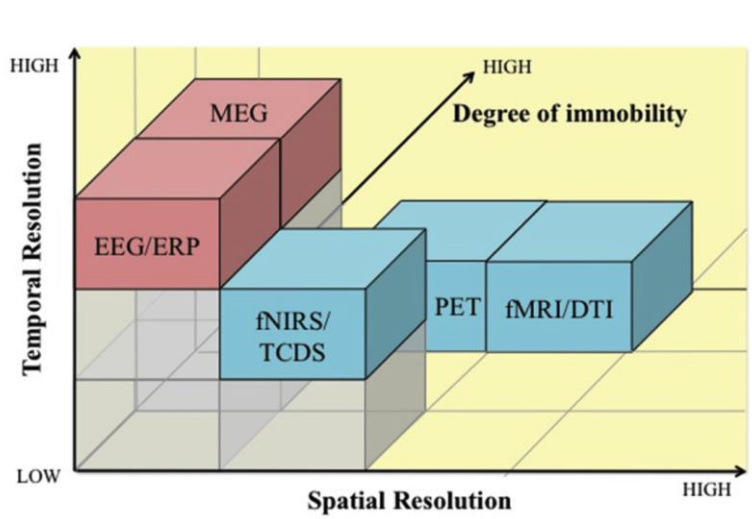 HIGH
HIGH
Degree of immobility
MEG
EEG/ERP
Temporal Resolution
fNIRS/
TCDS
PET
fMRI/DTI
LOW
HIGH
Spatial Resolution